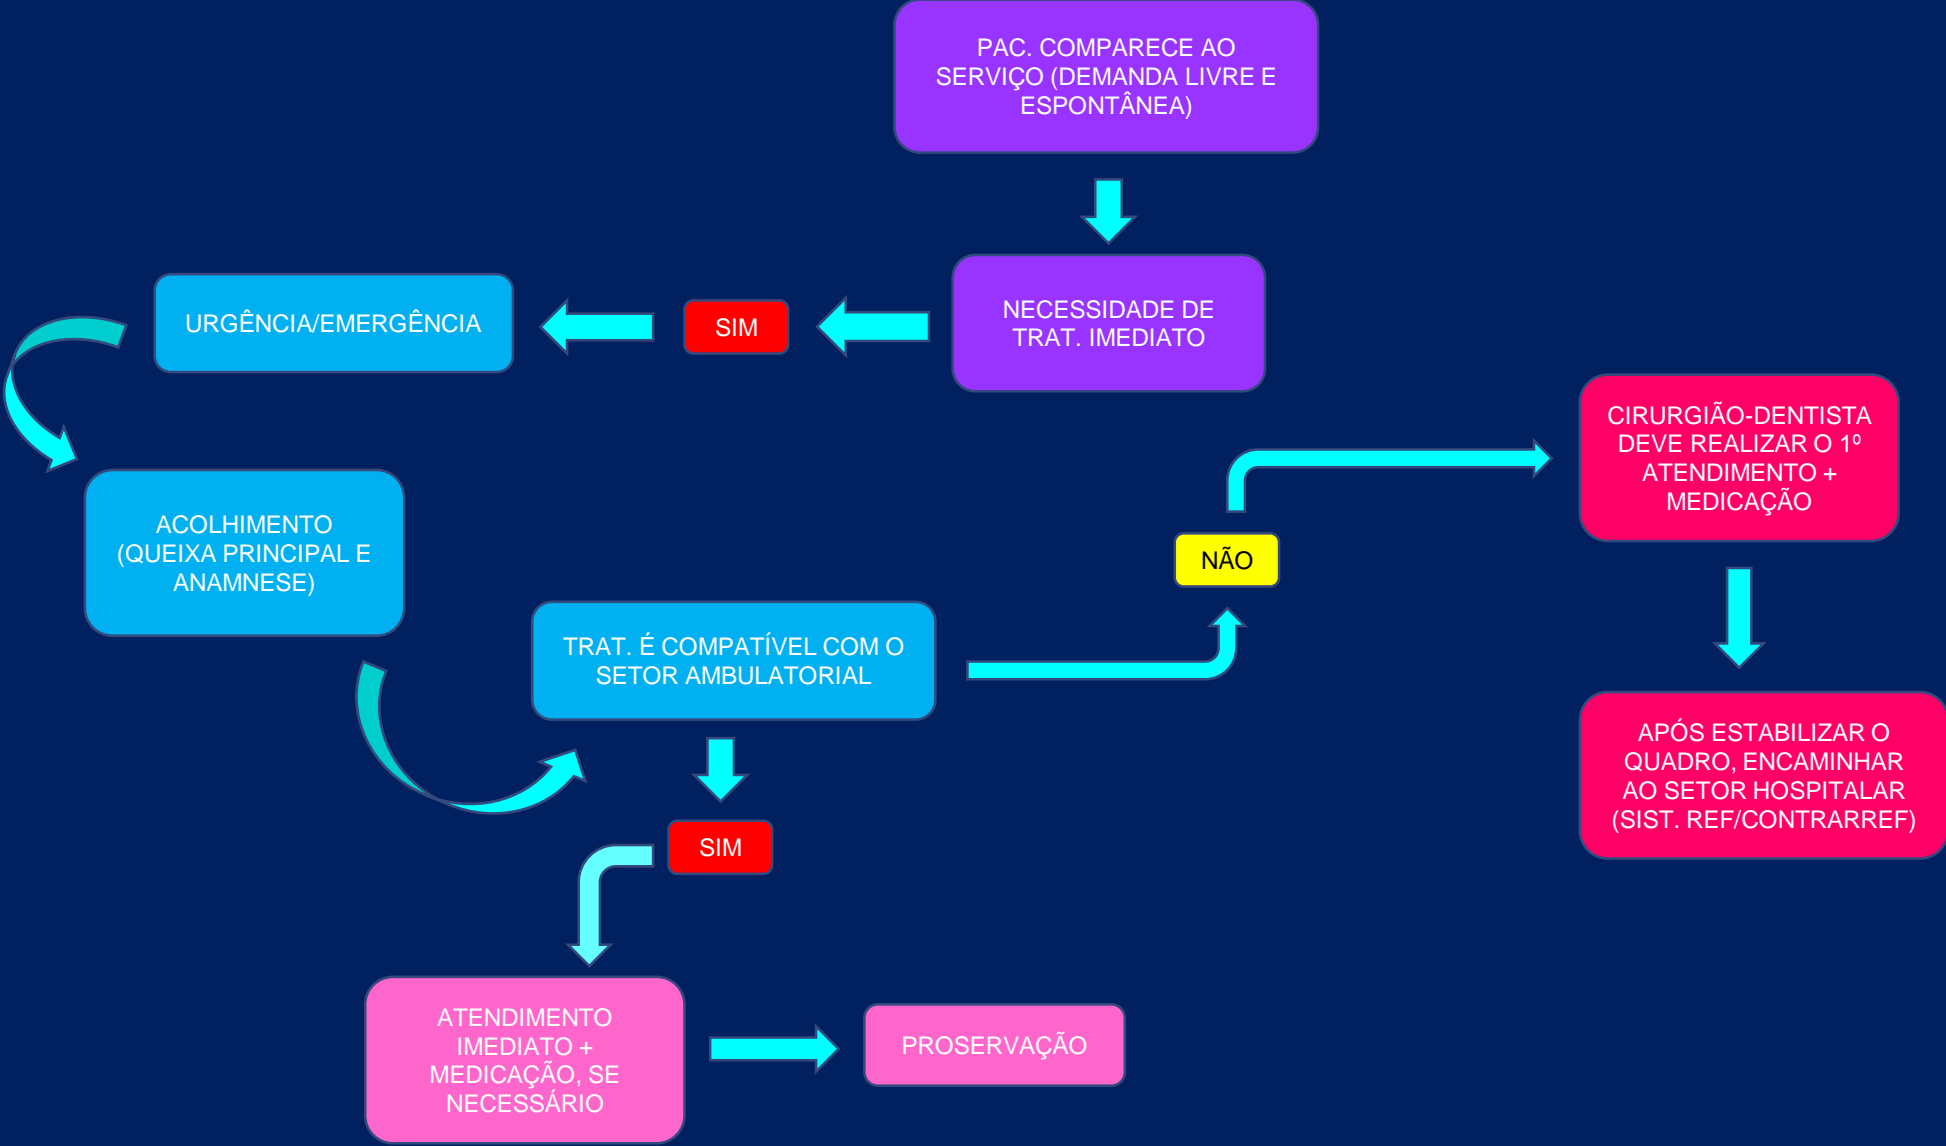 PAC. COMPARECE AO
SERVIÇO (DEMANDA LIVRE E
ESPONTÂNEA)
NECESSIDADE DE
TRAT. IMEDIATO
SIM
URGÊNCIA/EMERGÊNCIA
ACOLHIMENTO
(QUEIXA PRINCIPAL E
ANAMNESE)
TRAT. É COMPATÍVEL COM O
SETOR AMBULATORIAL
NÃO
CIRURGIÃO-DENTISTA
DEVE REALIZAR O 1º
ATENDIMENTO +
MEDICAÇÃO
APÓS ESTABILIZAR O
QUADRO, ENCAMINHAR
AO SETOR HOSPITALAR
(SIST. REF/CONTRARREF)
SIM
ATENDIMENTO
IMEDIATO +
MEDICAÇÃO, SE
NECESSÁRIO
PROSERVAÇÃO